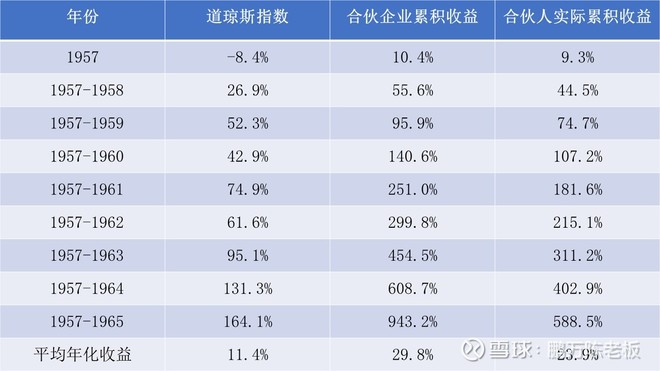 年份 道琼斯指数 合伙企业累积收益 合伙人实际累积收益
1957 -8.4% 10.4% 9.3%
1957-1958 26.9% 55.6% 44.5%
1957-1959 52.3% 95.9% 74.7%
1957-1960 42.9% 140.6% 107.2%
1957-1961 74.9% 251.0% 181.6%
1957-1962 61.6% 299.8% 215.1%
1957-1963 95.1% 454.5% 311.2%
1957-1964 131.3% 608.7% 402.9%
1957-1965 164.1% 943.2% 588.5%
平均年化收益 11.4% 29.8% 23.9%
雪球：鹏万陈老板